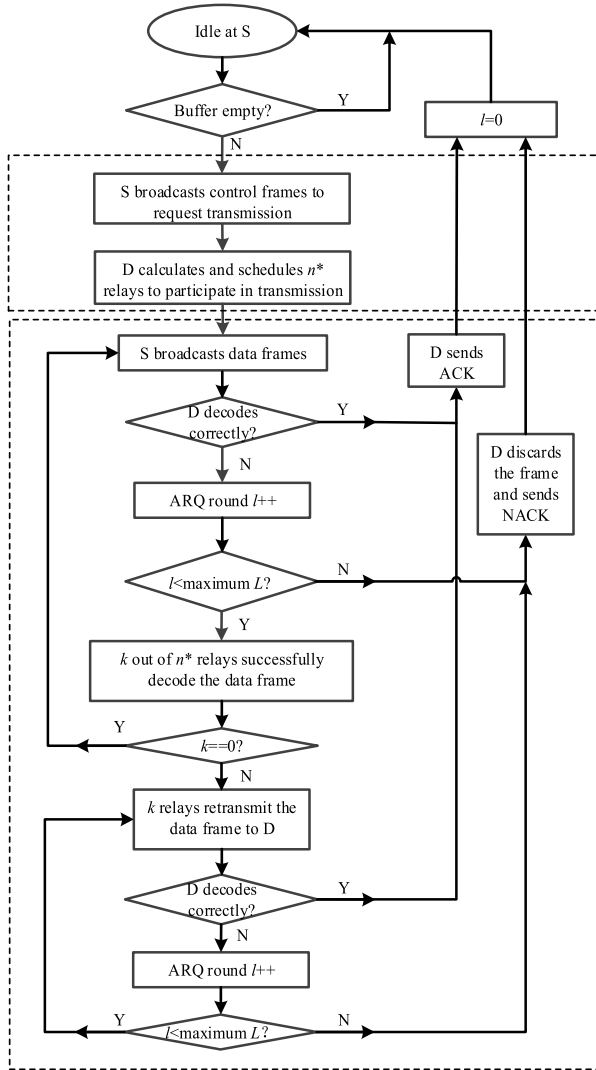 Idle at S
Buffer empty?
Y
l=0
N
S broadcasts control frames to
request transmission
D calculates and schedules n*
relays to participate in transmission
S broadcasts data frames
D sends
ACK
D decodes
correctly?
Y
D discards
the frame
and sends
NACK
N
ARQ round l++
l<maximum L?
N
Y
k out of n* relays successfully
decode the data frame
Y
k==0?
N
k relays retransmit the
data frame to D
D decodes
correctly?
Y
N
ARQ round l++
Y
l<maximum L?
N